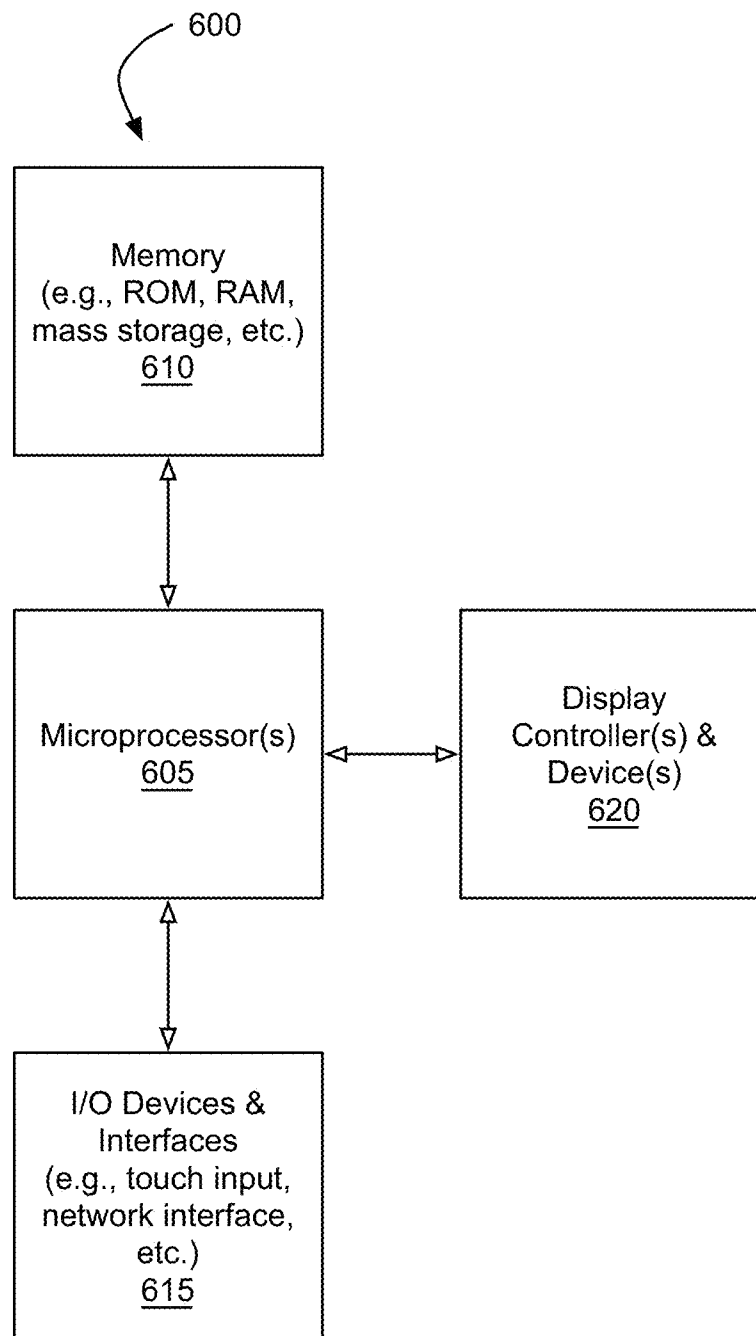 600
Memory
(e.g., ROM, RAM,
mass storage, etc.)
610
Microprocessor(s)
605
Display
Controller(s) &
Device(s)
620
I/O Devices &
Interfaces
(e.g., touch input,
network interface,
etc.)
615